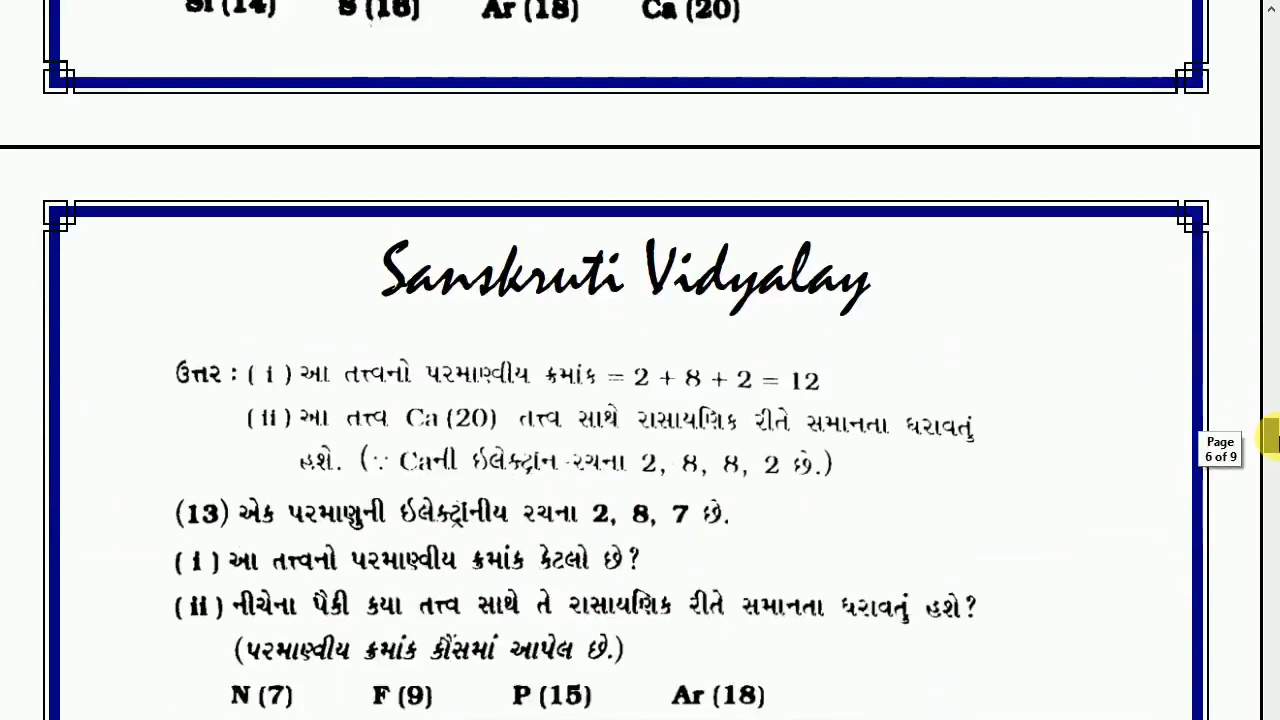 Si (14) S (16) Ar (18) Ca (20)
Sanskruti Vidyalay
ઉત્તર : ( i ) આ તત્ત્વનો પરમાણ્વીય ક્રમાંક = 2 + 8 + 2 = 12
( ii ) આ તત્ત્વ Ca (20) તત્ત્વ સાથે રાસાયણિક રીતે સમાનતા ધરાવતું
હશે. (∵ Caની ઇલેક્ટ્રૉન રચના 2, 8, 8, 2 છે.)
(13) એક પરમાણુની ઇલેક્ટ્રૉનીય રચના 2, 8, 7 છે.
( i ) આ તત્ત્વનો પરમાણ્વીય ક્રમાંક કેટલો છે?
( ii ) નીચેના પૈકી કયા તત્ત્વ સાથે તે રાસાયણિક રીતે સમાનતા ધરાવતું હશે?
(પરમાણ્વીય ક્રમાંક કૌંસમાં આપેલ છે.)
N (7) F (9) P (15) Ar (18)
Page
6 of 9